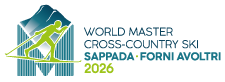 WORLD MASTER
CROSS-COUNTRY SKI
SAPPADA·FORNI AVOLTRI
2026